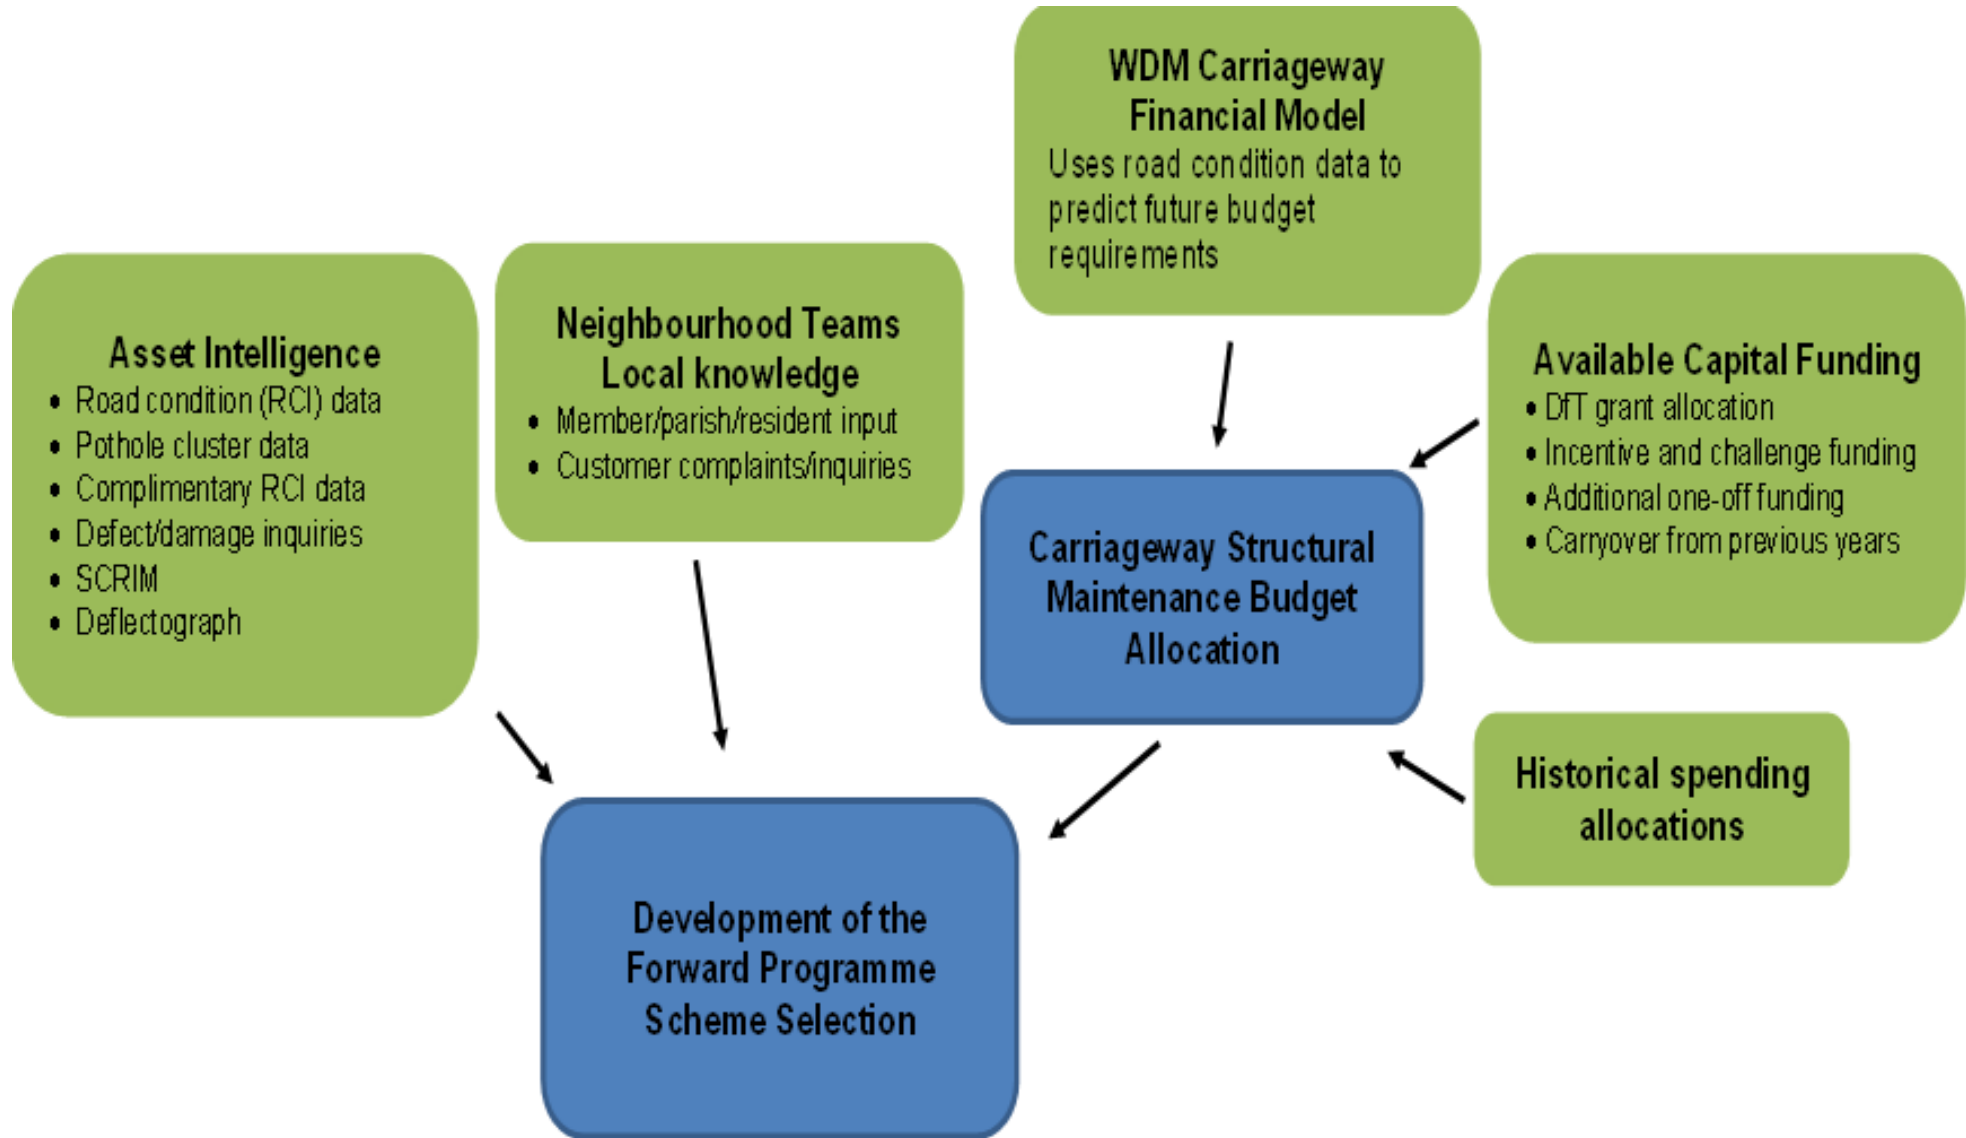 WDM Carriageway
Financial Model
Uses road condition data to
predict future budget
requirements
Asset Intelligence
• Road condition (RCI) data
• Pothole cluster data
• Complimentary RCI data
• Defect/damage inquiries
• SCRIM
• Deflectograph
Neighbourhood Teams
Local knowledge
• Member/parish/resident input
• Customer complaints/inquiries
Available Capital Funding
• DfT grant allocation
• Incentive and challenge funding
• Additional one-off funding
• Carryover from previous years
Carriageway Structural
Maintenance Budget
Allocation
Historical spending
allocations
Development of the
Forward Programme
Scheme Selection